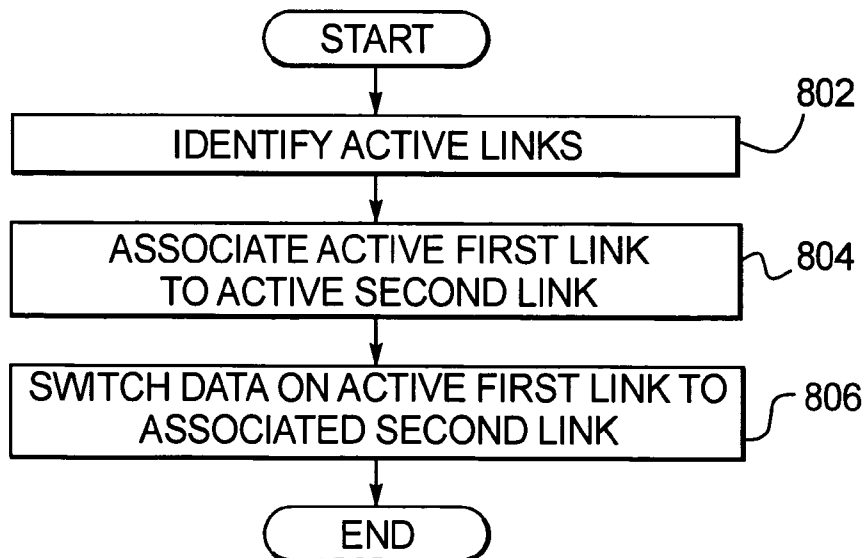 START
802
IDENTIFY ACTIVE LINKS
ASSOCIATE ACTIVE FIRST LINK
TO ACTIVE SECOND LINK
804
SWITCH DATA ON ACTIVE FIRST LINK TO
ASSOCIATED SECOND LINK
806
END